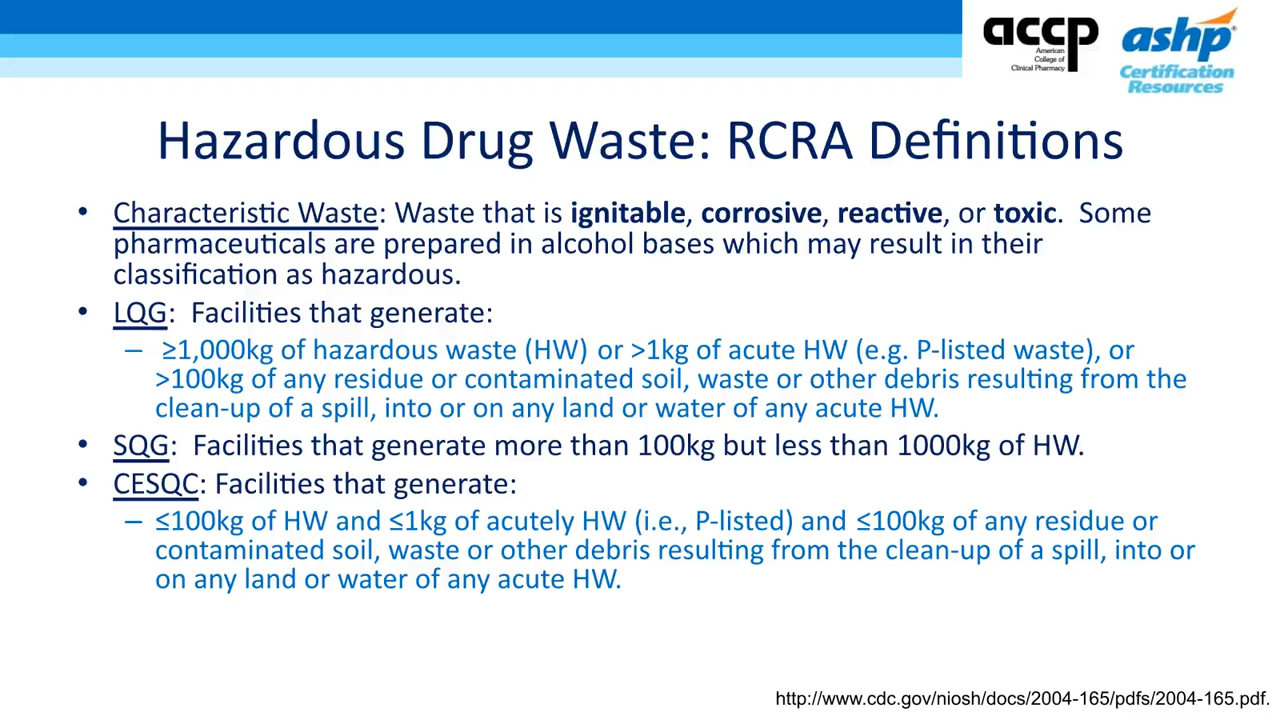 accp
American
College of
Clinical Pharmacy
ashp®
Certification
Resources
Hazardous Drug Waste: RCRA Definitions
• Characteristic Waste: Waste that is ignitable, corrosive, reactive, or toxic.  Some
pharmaceuticals are prepared in alcohol bases which may result in their
classification as hazardous.
• LQG:  Facilities that generate:
– ≥1,000kg of hazardous waste (HW) or >1kg of acute HW (e.g. P-listed waste), or
>100kg of any residue or contaminated soil, waste or other debris resulting from the
clean-up of a spill, into or on any land or water of any acute HW.
• SQG:  Facilities that generate more than 100kg but less than 1000kg of HW.
• CESQC: Facilities that generate:
– ≤100kg of HW and ≤1kg of acutely HW (i.e., P-listed) and ≤100kg of any residue or
contaminated soil, waste or other debris resulting from the clean-up of a spill, into or
on any land or water of any acute HW.
http://www.cdc.gov/niosh/docs/2004-165/pdfs/2004-165.pdf.